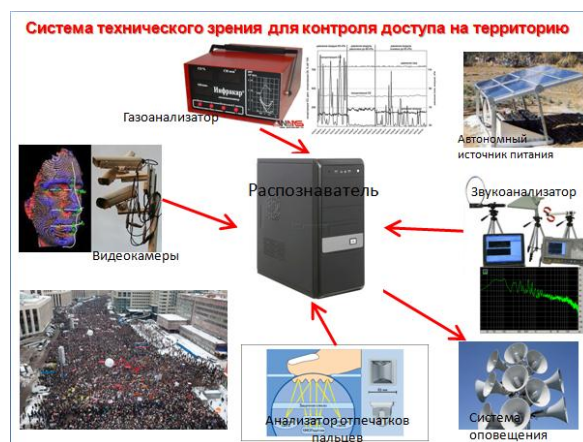 Система технического зрения для контроля доступа на территорию
Инфракар
Газоанализатор
Автономный
источник питания
Распознаватель
Звукоанализатор
Видеокамеры
Анализатор отпечатков
пальцев
Система
оповещения